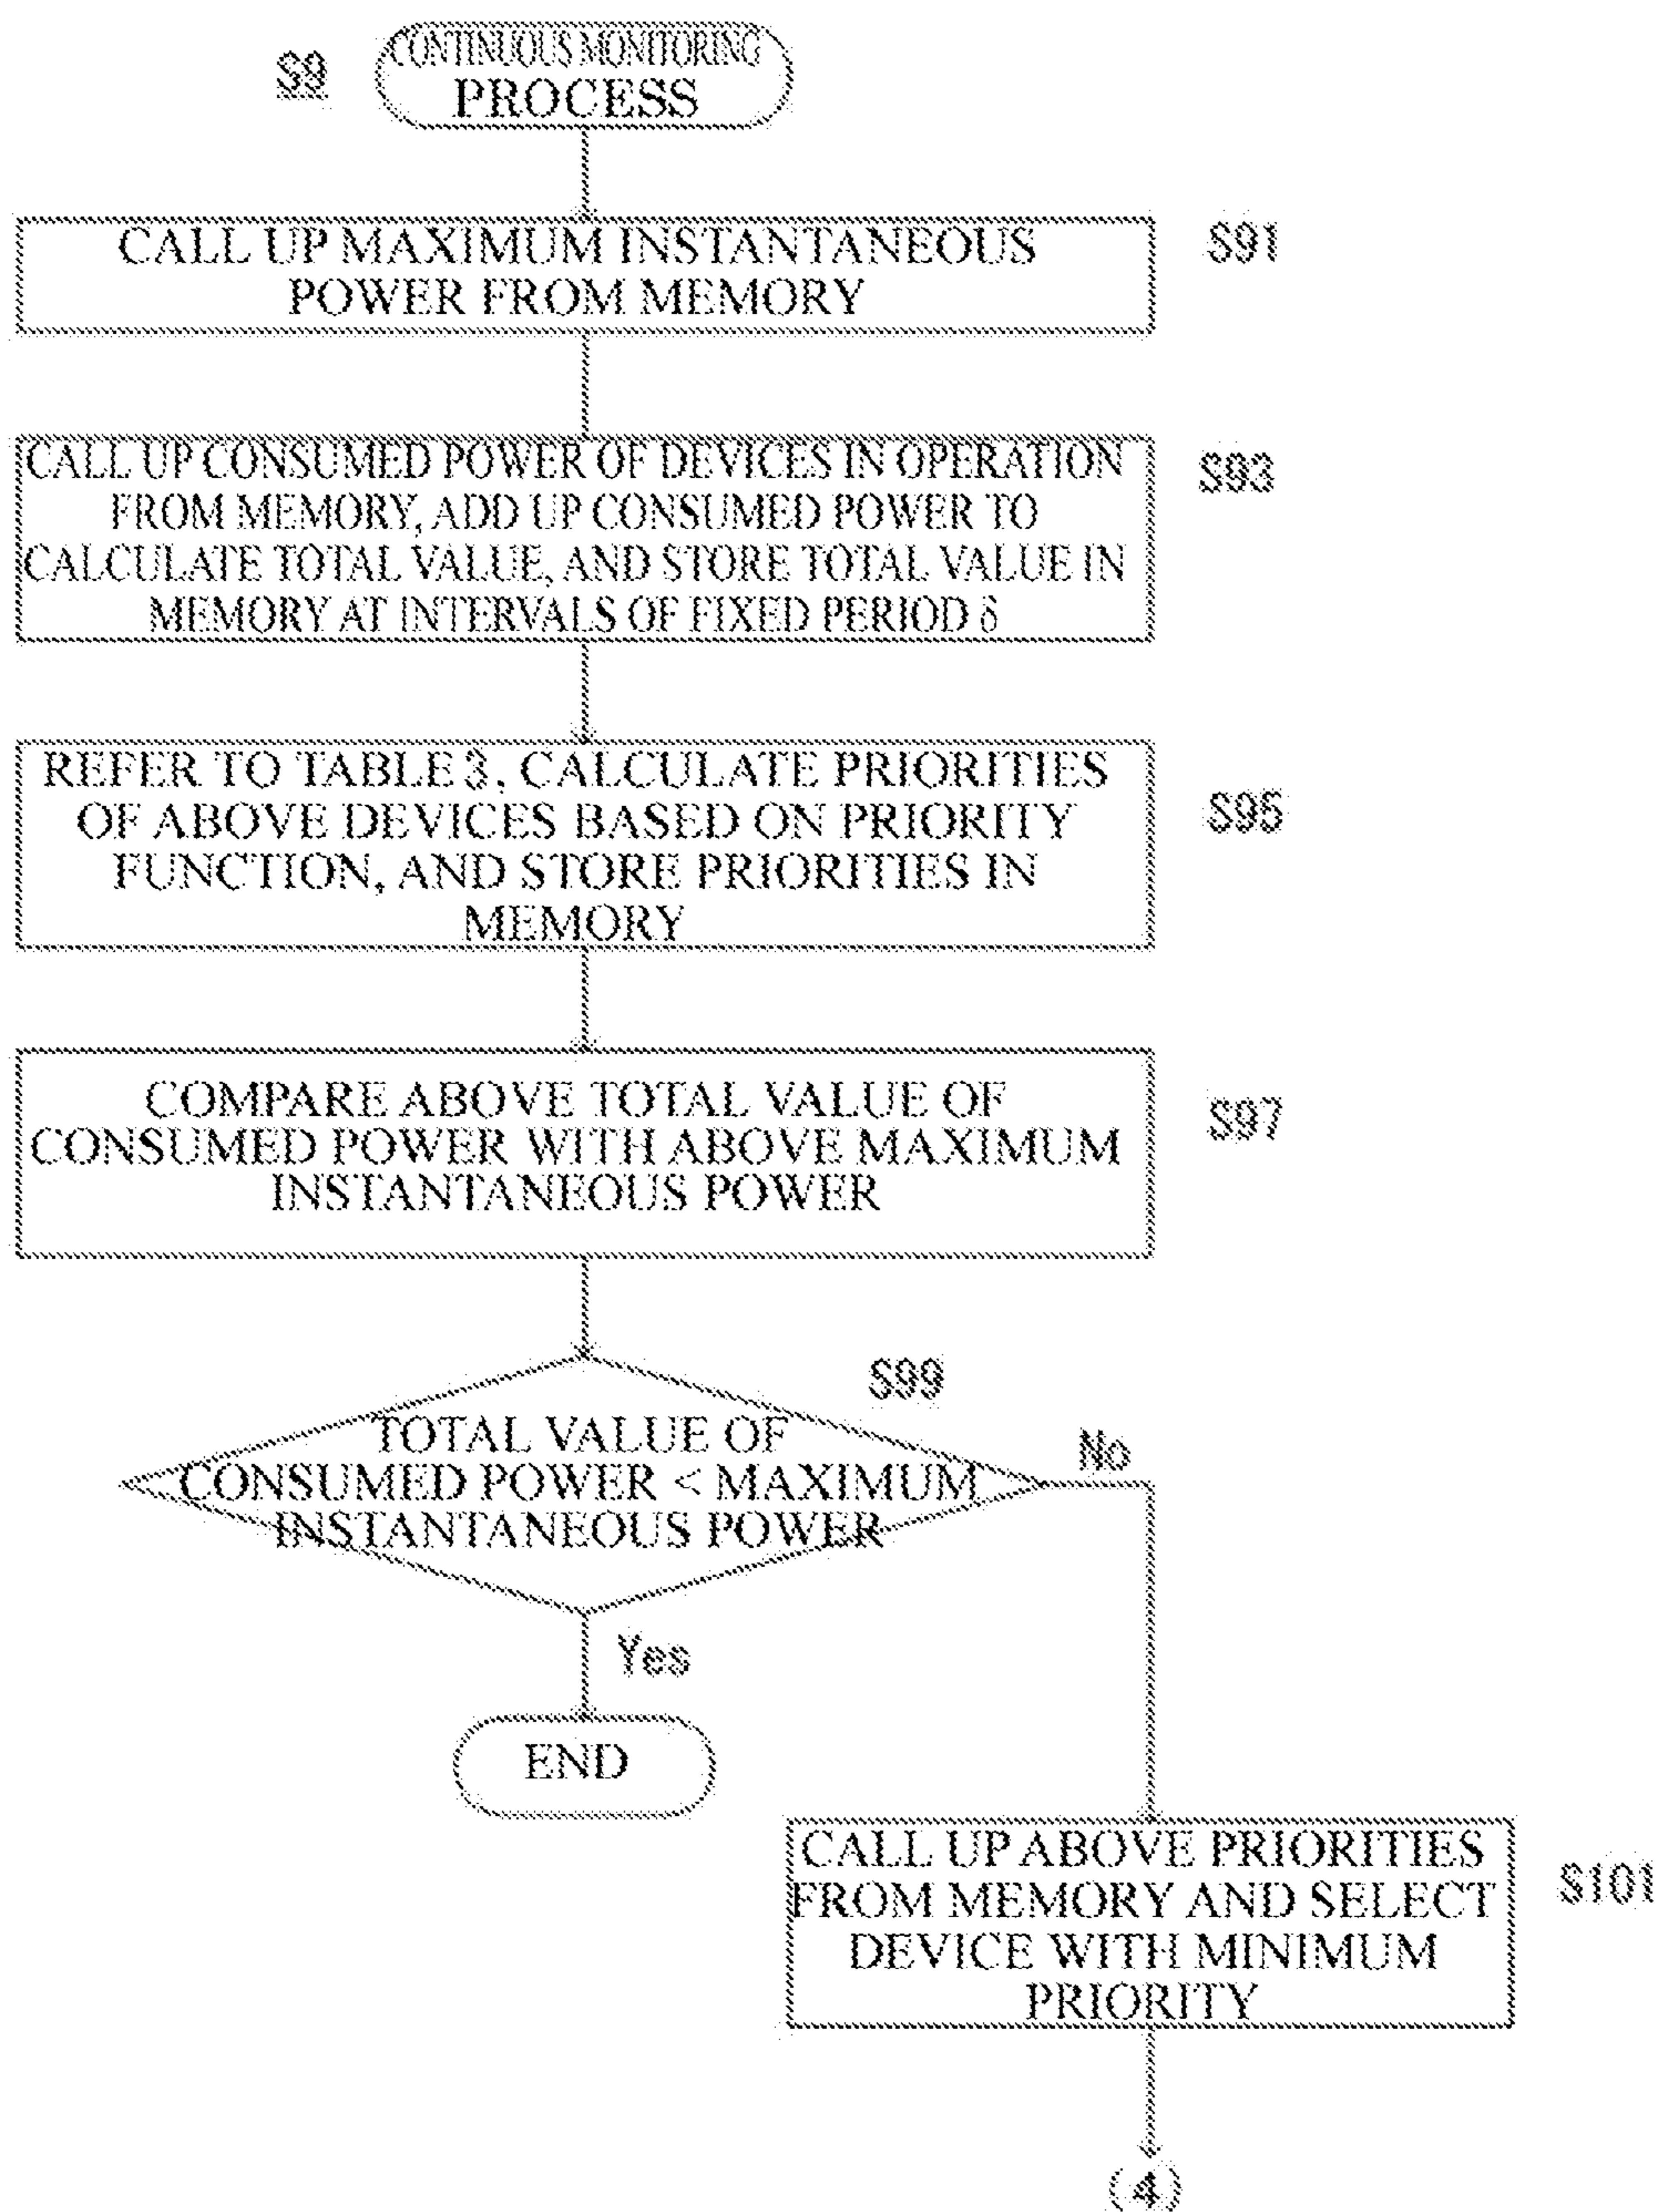 S9
CONTINUOUS MONITORING
PROCESS
CALL UP MAXIMUM INSTANTANEOUS
POWER FROM MEMORY
S91
CALL UP CONSUMED POWER OF DEVICES IN OPERATION
FROM MEMORY, ADD UP CONSUMED POWER TO
CALCULATE TOTAL VALUE, AND STORE TOTAL VALUE IN
MEMORY AT INTERVALS OF FIXED PERIOD δ
S93
REFER TO TABLE 3, CALCULATE PRIORITIES
OF ABOVE DEVICES BASED ON PRIORITY
FUNCTION, AND STORE PRIORITIES IN
MEMORY
S95
COMPARE ABOVE TOTAL VALUE OF
CONSUMED POWER WITH ABOVE MAXIMUM
INSTANTANEOUS POWER
S97
S99
TOTAL VALUE OF
CONSUMED POWER < MAXIMUM
INSTANTANEOUS POWER
No
Yes
END
CALL UP ABOVE PRIORITIES
FROM MEMORY AND SELECT
DEVICE WITH MINIMUM
PRIORITY
S101
(4)